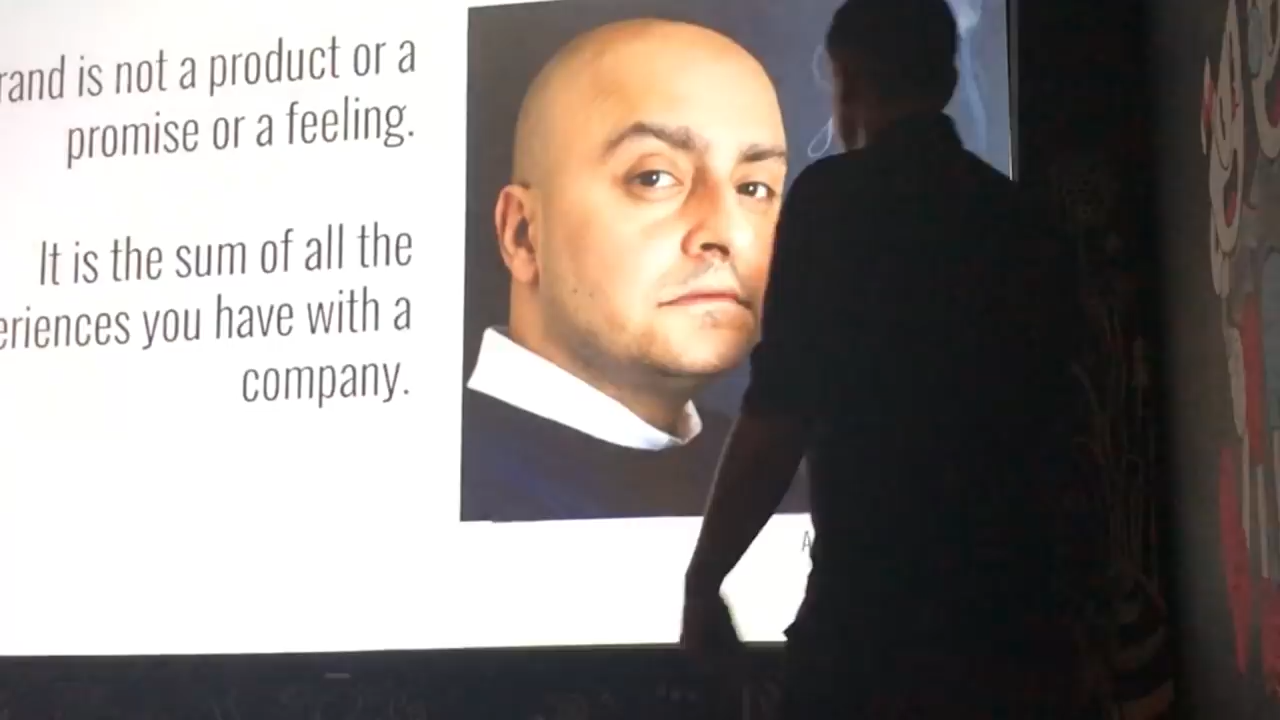 rand is not a product or a
promise or a feeling.
It is the sum of all the
eriences you have with a
company.
A